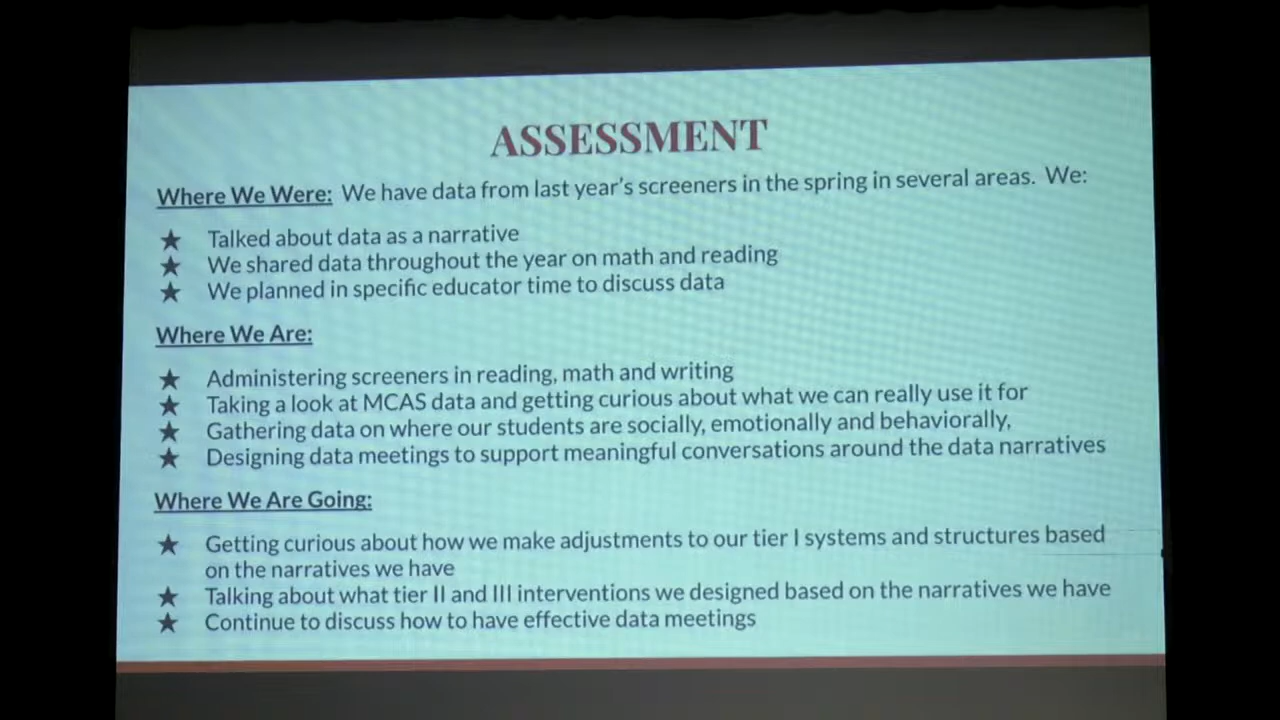 ASSESSMENT
Where We Were: We have data from last year's screeners in the spring in several areas. We:
★ Talked about data as a narrative
★ We shared data throughout the year on math and reading
★ We planned in specific educator time to discuss data
Where We Are:
★ Administering screeners in reading, math and writing
★ Taking a look at MCAS data and getting curious about what we can really use it for
★ Gathering data on where our students are socially, emotionally and behaviorally,
★ Designing data meetings to support meaningful conversations around the data narratives
Where We Are Going:
★ Getting curious about how we make adjustments to our tier I systems and structures based
on the narratives we have
★ Talking about what tier II and III interventions we designed based on the narratives we have
★ Continue to discuss how to have effective data meetings